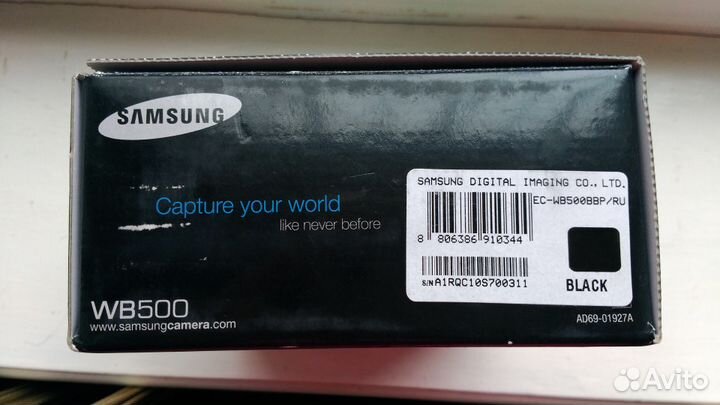 SAMSUNG
Capture your world
like never before
WB500
www.samsungcamera.com
SAMSUNG DIGITAL IMAGING CO., LTD.
EC-WB500BBP/RU
8 806386 910344
S/N A1RQC10S700311
BLACK
AD69-01927A
Avito